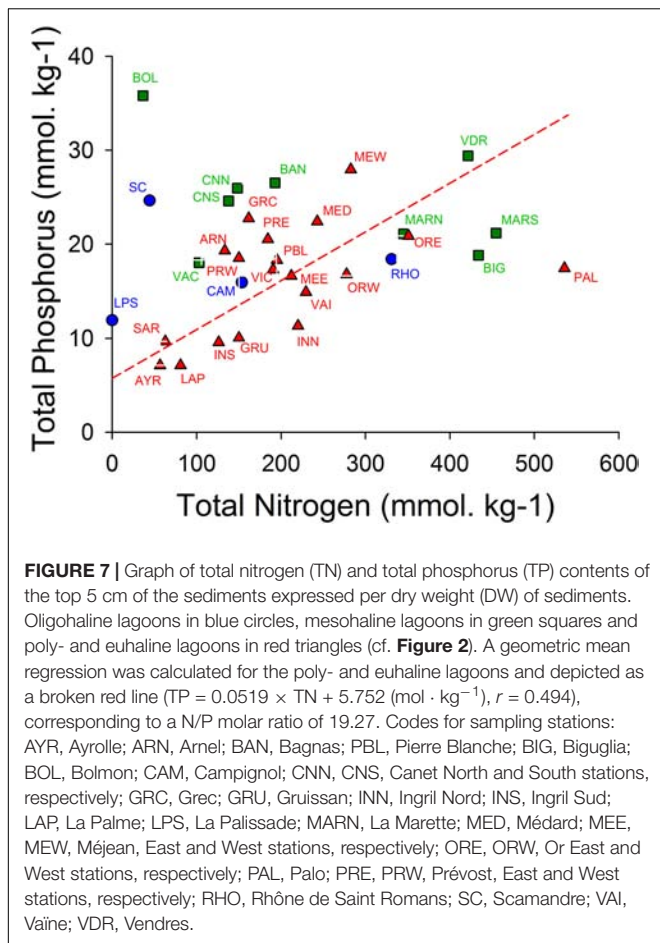 40
30
20
10
0
Total Phosphorus (mmol. kg-1)
BOL
VDR
MEW
SC
CNN
BAN
CNS
GRC
PRE
MED
MARN
MARS
ARN
PBL
ORE
VAC
PRW
VIC
MEE
ORW
RHO
BIG
PAL
LPS
CAM
VAI
SAR
INS
GRU
INN
AYR
LAP
0 100 200 300 400 500 600
Total Nitrogen (mmol. kg-1)
FIGURE 7 | Graph of total nitrogen (TN) and total phosphorus (TP) contents of
the top 5 cm of the sediments expressed per dry weight (DW) of sediments.
Oligohaline lagoons in blue circles, mesohaline lagoons in green squares and
poly- and euhaline lagoons in red triangles (cf. Figure 2). A geometric mean
regression was calculated for the poly- and euhaline lagoons and depicted as
a broken red line (TP = 0.0519 × TN + 5.752 (mol · kg−1), r = 0.494),
corresponding to a N/P molar ratio of 19.27. Codes for sampling stations:
AYR, Ayrolle; ARN, Arnel; BAN, Bagnas; PBL, Pierre Blanche; BIG, Biguglia;
BOL, Bolmon; CAM, Campignol; CNN, CNS, Canet North and South stations,
respectively; GRC, Grec; GRU, Gruissan; INN, Ingril Nord; INS, Ingril Sud;
LAP, La Palme; LPS, La Palissade; MARN, La Marette; MED, Médard; MEE,
MEW, Méjean, East and West stations, respectively; ORE, ORW, Or East and
West stations, respectively; PAL, Palo; PRE, PRW, Prévost, East and West
stations, respectively; RHO, Rhône de Saint Romans; SC, Scamandre; VAI,
Vaïne; VDR, Vendres.